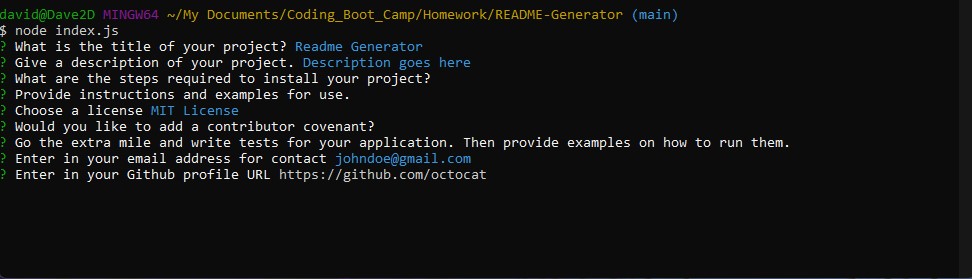 david@Dave2D MINGW64 ~/My Documents/Coding_Boot_Camp/Homework/README-Generator (main)
$ node index.js
? What is the title of your project? Readme Generator
? Give a description of your project. Description goes here
? What are the steps required to install your project?
? Provide instructions and examples for use.
? Choose a license MIT License
? Would you like to add a contributor covenant?
? Go the extra mile and write tests for your application. Then provide examples on how to run them.
? Enter in your email address for contact johndoe@gmail.com
? Enter in your Github profile URL https://github.com/octocat